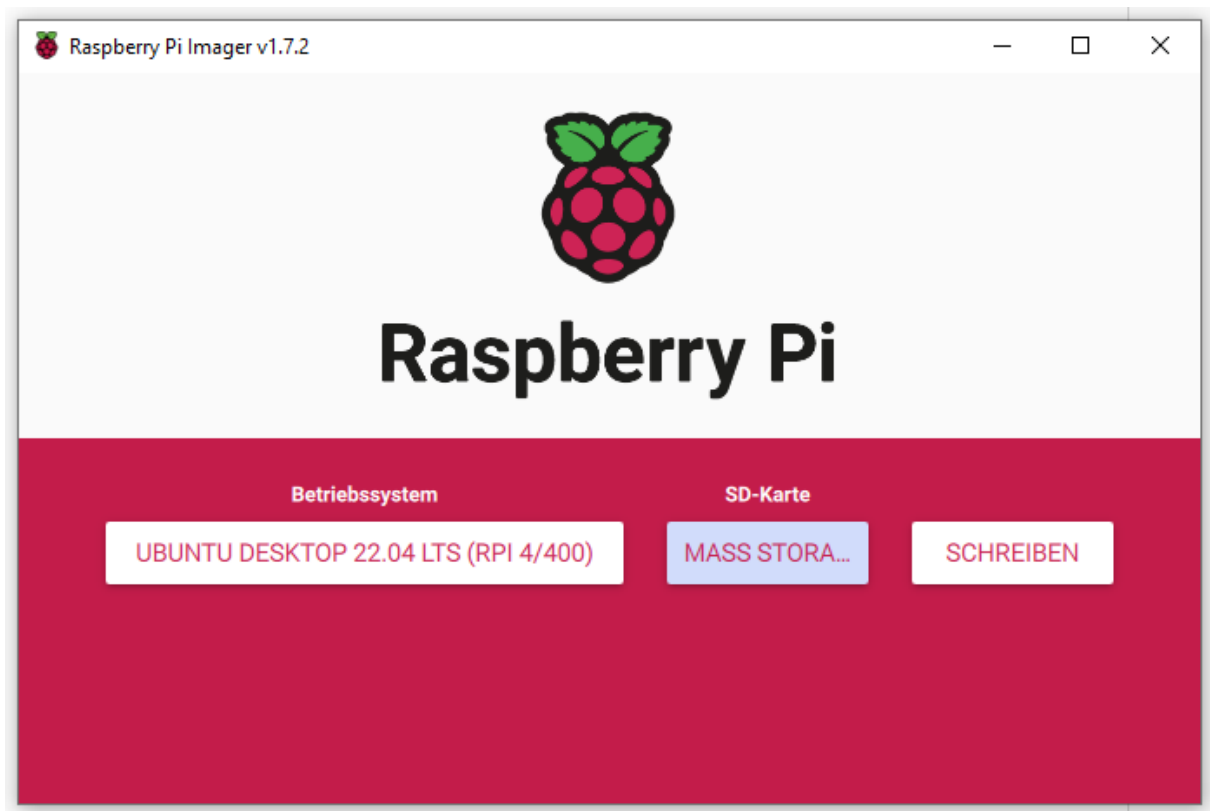 Raspberry Pi Imager v1.7.2
Raspberry Pi
Betriebssystem
SD-Karte
UBUNTU DESKTOP 22.04 LTS (RPI 4/400)
MASS STORA...
SCHREIBEN